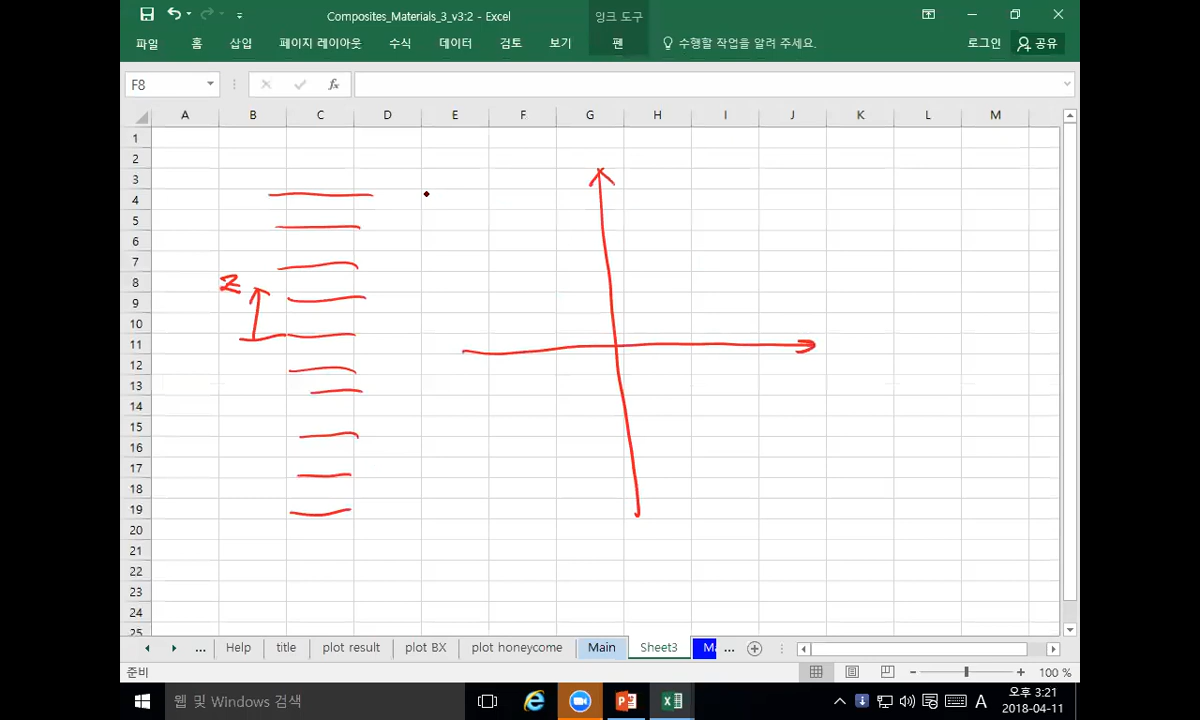 Composites_Materials_3_v3:2 - Excel
잉크 도구
파일 홈 삽입 페이지 레이아웃 수식 데이터 검토 보기 펜 수행할 작업을 알려 주세요. 로그인 공유
F8 fx
A B C D E F G H I J K L M
1
2
3
4
5
6
7
8
9
10
11
12
13
14
15
16
17
18
19
20
21
22
23
24
25
z
... Help title plot result plot BX plot honeycome Main Sheet3 Ma ...
준비 100 %
웹 및 Windows 검색 A 오후 3:21
2018-04-11